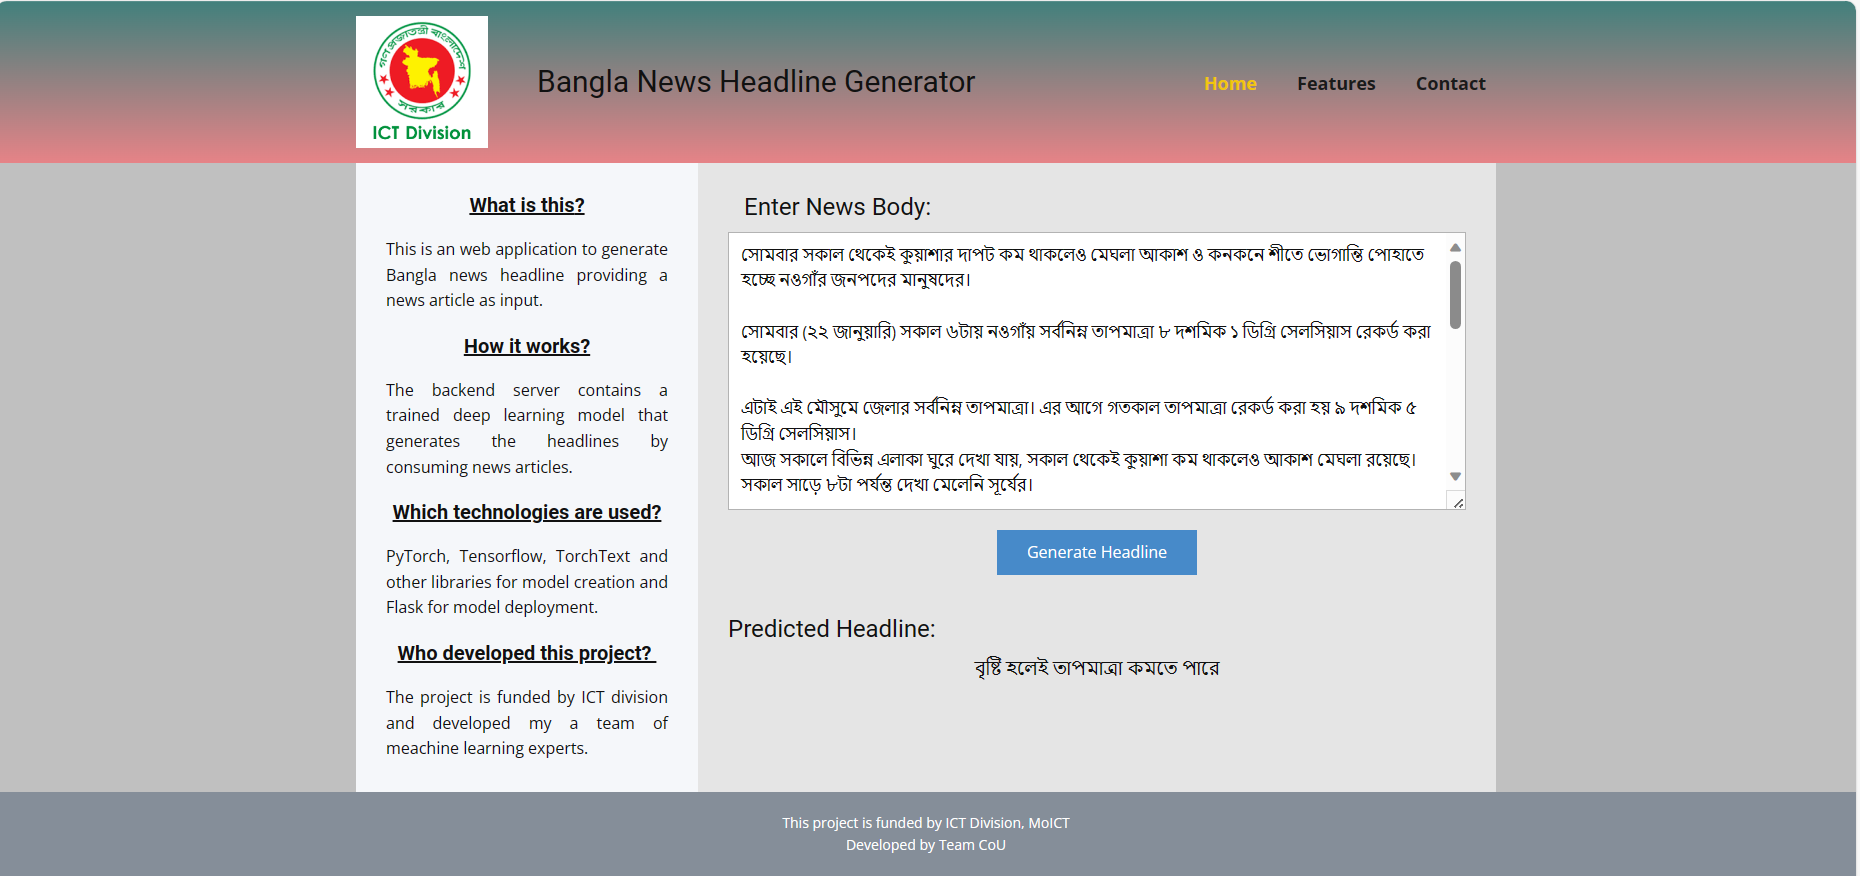 গণপ্রজাতন্ত্রী বাংলাদেশ
সরকার
ICT Division
Bangla News Headline Generator
Home
Features
Contact
What is this?
This is an web application to generate
Bangla news headline providing a
news article as input.
How it works?
The backend server contains a
trained deep learning model that
generates the headlines by
consuming news articles.
Which technologies are used?
PyTorch, Tensorflow, TorchText and
other libraries for model creation and
Flask for model deployment.
Who developed this project?
The project is funded by ICT division
and developed my a team of
meachine learning experts.
Enter News Body:
সোমবার সকাল থেকেই কুয়াশার দাপট কম থাকলেও মেঘলা আকাশ ও কনকনে শীতে ভোগান্তি পোহাতে
হচ্ছে নওগাঁর জনপদের মানুষদের।
সোমবার (২২ জানুয়ারি) সকাল ৬টায় নওগাঁয় সর্বনিম্ন তাপমাত্রা ৮ দশমিক ১ ডিগ্রি সেলসিয়াস রেকর্ড করা
হয়েছে।
এটাই এই মৌসুমে জেলার সর্বনিম্ন তাপমাত্রা। এর আগে গতকাল তাপমাত্রা রেকর্ড করা হয় ৯ দশমিক ৫
ডিগ্রি সেলসিয়াস।
আজ সকালে বিভিন্ন এলাকা ঘুরে দেখা যায়, সকাল থেকেই কুয়াশা কম থাকলেও আকাশ মেঘলা রয়েছে।
সকাল সাড়ে ৮টা পর্যন্ত দেখা মেলেনি সূর্যের।
Generate Headline
Predicted Headline:
বৃষ্টি হলেই তাপমাত্রা কমতে পারে
This project is funded by ICT Division, MoICT
Developed by Team CoU